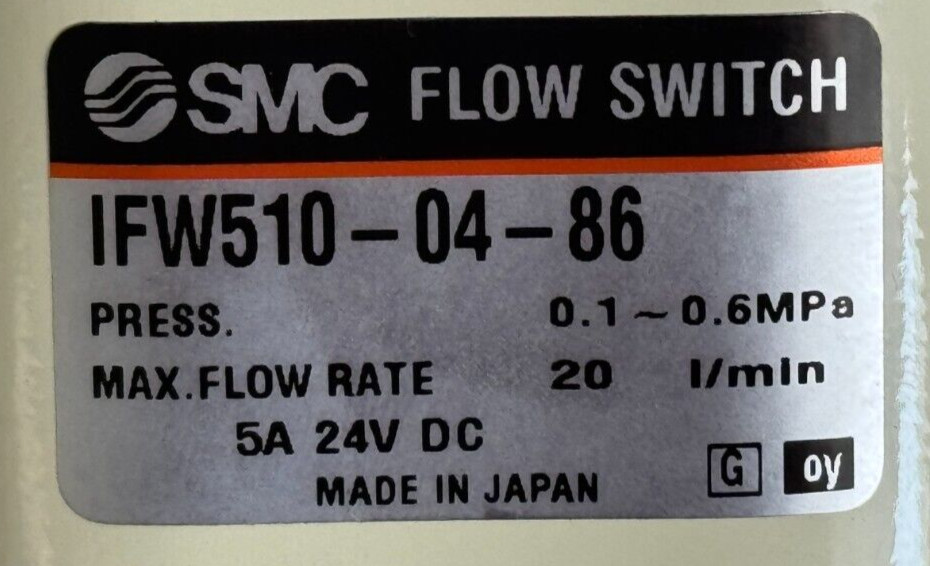 SMC FLOW SWITCH
IFW510-04-86
PRESS. 0.1~0.6MPa
MAX.FLOW RATE 20 l/min
5A 24V DC
MADE IN JAPAN G oy